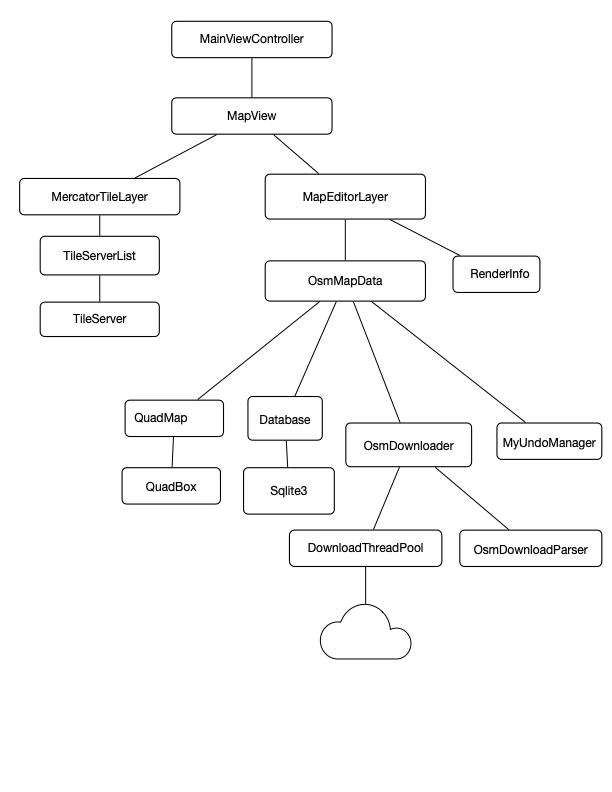 MainViewController
MapView
MercatorTileLayer
MapEditorLayer
TileServerList
OsmMapData
RenderInfo
TileServer
QuadMap
Database
OsmDownloader
MyUndoManager
QuadBox
Sqlite3
DownloadThreadPool
OsmDownloadParser